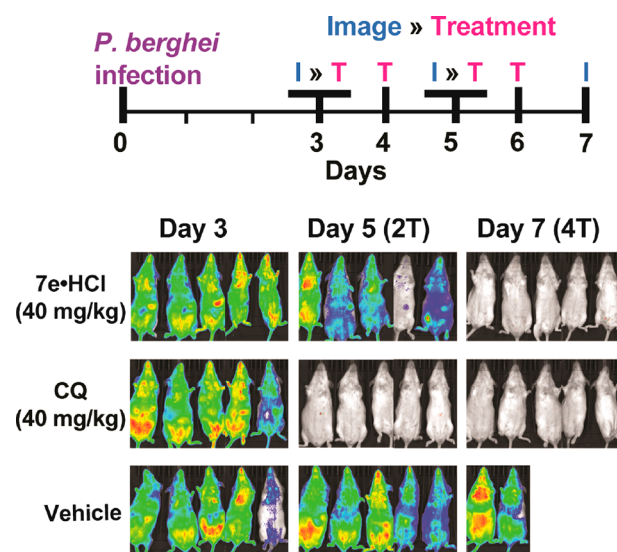 Image » Treatment
P. berghei
infection
I » T T I » T T I
0 3 4 5 6 7
Days
Day 3 Day 5 (2T) Day 7 (4T)
7e•HCl
(40 mg/kg)
CQ
(40 mg/kg)
Vehicle